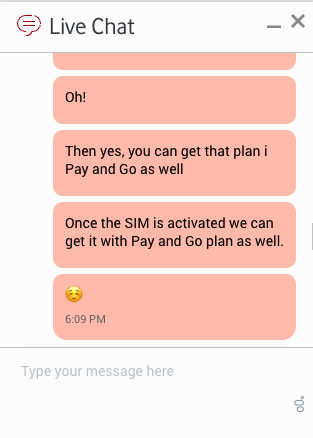 Live Chat
Oh!
Then yes, you can get that plan i
Pay and Go as well
Once the SIM is activated we can
get it with Pay and Go plan as well.
☺️
6:09 PM
Type your message here